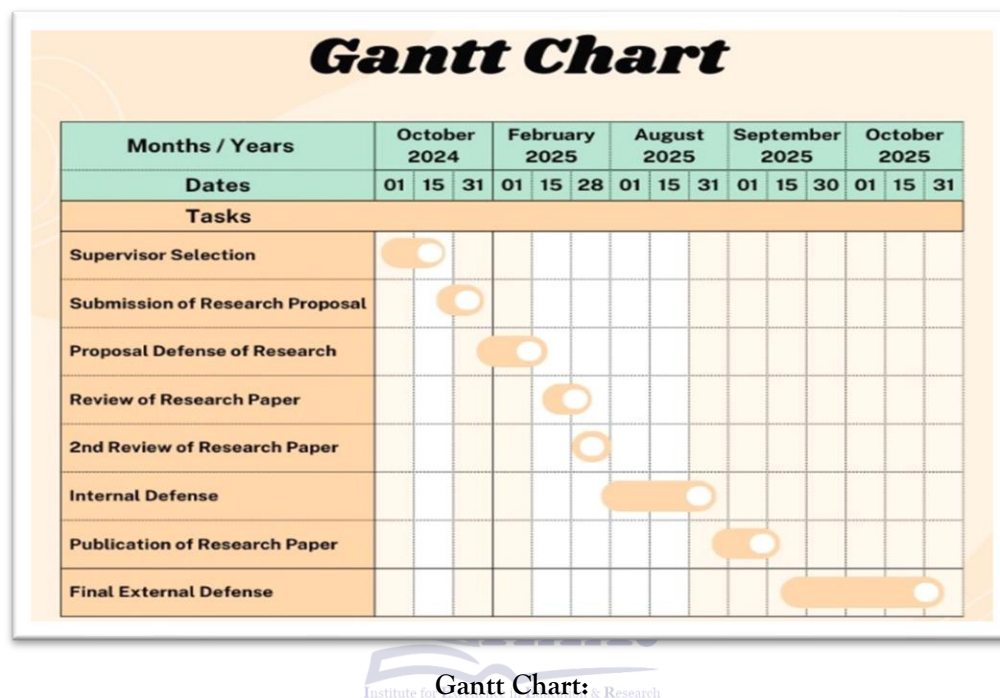 Gantt Chart
Months / Years October 2024 February 2025 August 2025 September 2025 October 2025
Dates 01 15 31 01 15 28 01 15 31 01 15 30 01 15 31
Tasks
Supervisor Selection
Submission of Research Proposal
Proposal Defense of Research
Review of Research Paper
2nd Review of Research Paper
Internal Defense
Publication of Research Paper
Final External Defense
Gantt Chart:
Institute for & Research